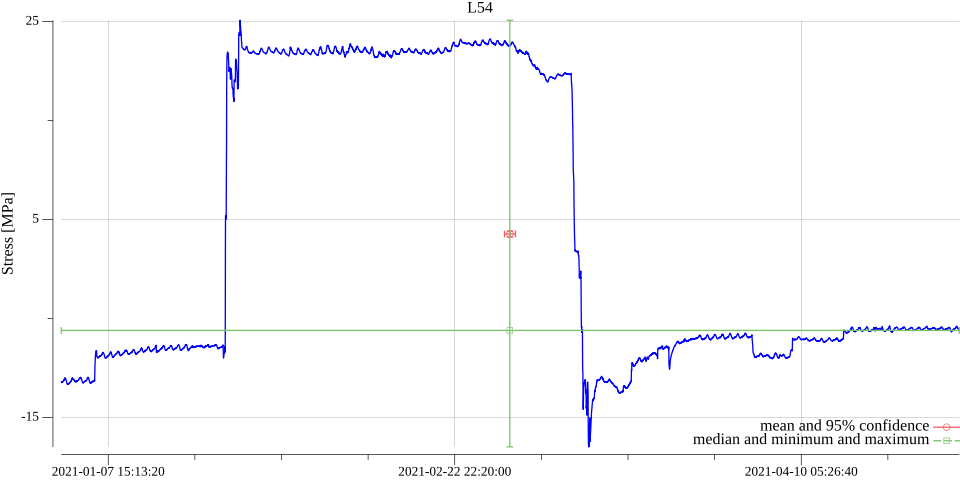 L54
25
5
-15
Stress [MPa]
mean and 95% confidence
median and minimum and maximum
2021-01-07 15:13:20
2021-02-22 22:20:00
2021-04-10 05:26:40